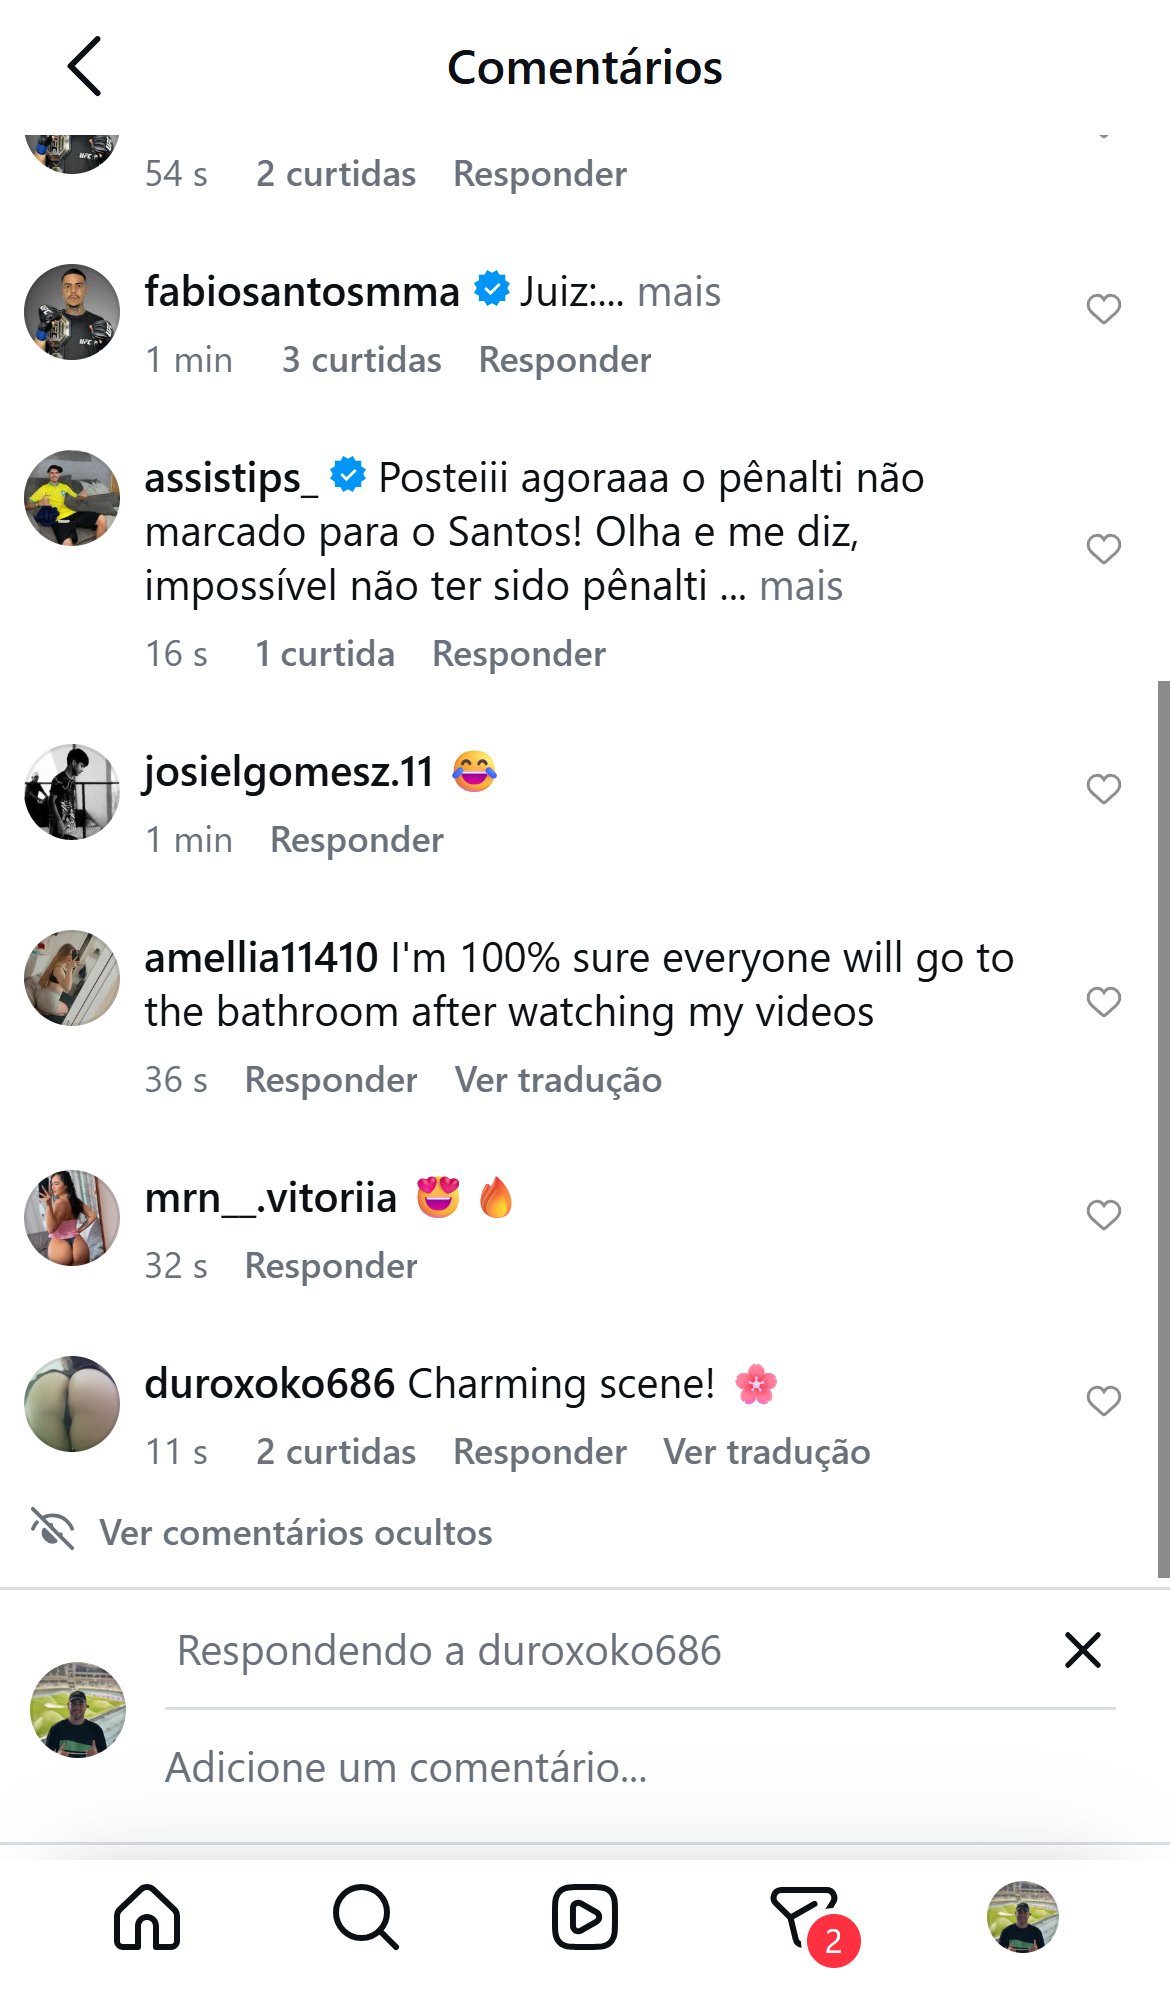 Comentários
54 s 2 curtidas Responder
fabiosantosmma Juiz:... mais
1 min 3 curtidas Responder
assistips_ Posteiii agoraaa o pênalti não
marcado para o Santos! Olha e me diz,
impossível não ter sido pênalti ... mais
16 s 1 curtida Responder
josielgomesz.11 😂
1 min Responder
amellia11410 I'm 100% sure everyone will go to
the bathroom after watching my videos
36 s Responder Ver tradução
mrn__.vitoriia 😍 🔥
32 s Responder
duroxoko686 Charming scene! 🌸
11 s 2 curtidas Responder Ver tradução
Ver comentários ocultos
Respondendo a duroxoko686
Adicione um comentário...
2